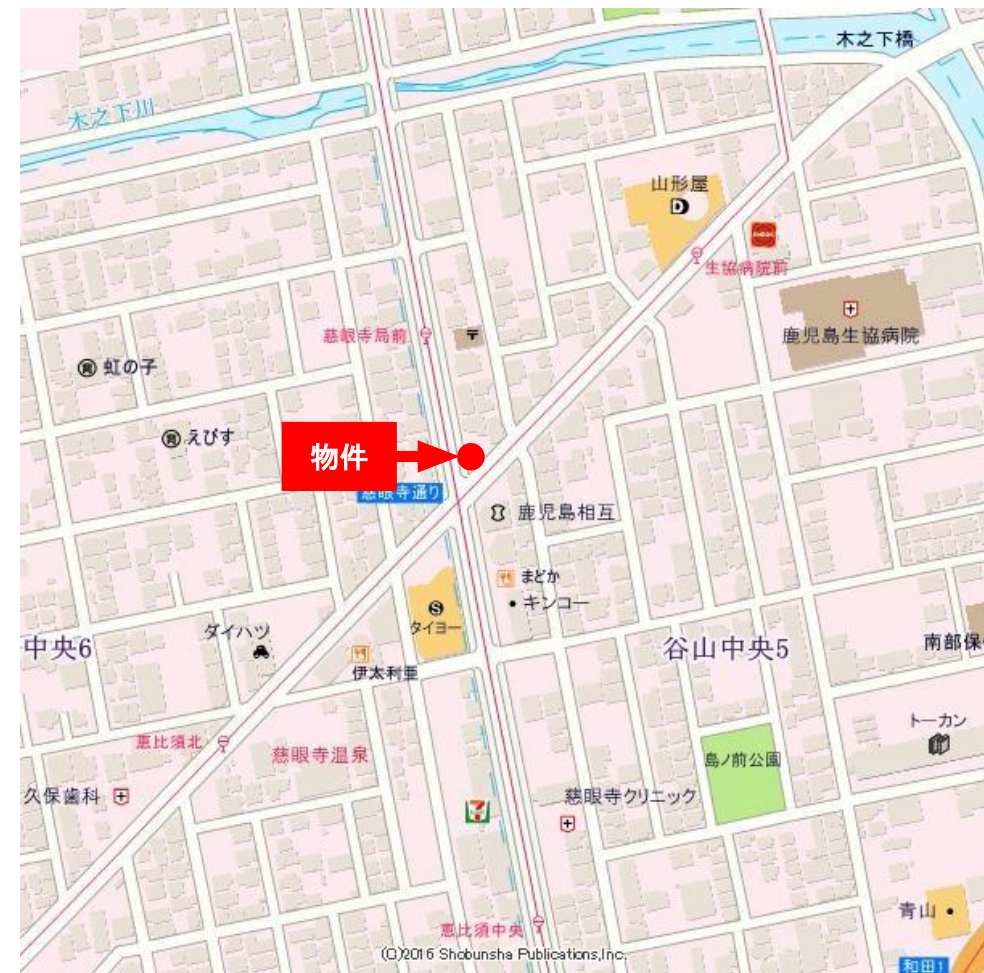 木之下橋
木之下川
山形屋
D
生協病院前
鹿児島生協病院
慈眼寺局前
〒
虹の子
えびす
物件
慈眼寺通り
鹿児島相互
まどか
キンコー
S
タイヨー
ダイハツ
中央6
谷山中央5
南部保
伊太利亜
トーカン
恵比須北
慈眼寺温泉
島ノ前公園
久保歯科
慈眼寺クリニック
7
青山
恵比須中央
(C)2016 Shobunsha Publications,Inc.
和田1